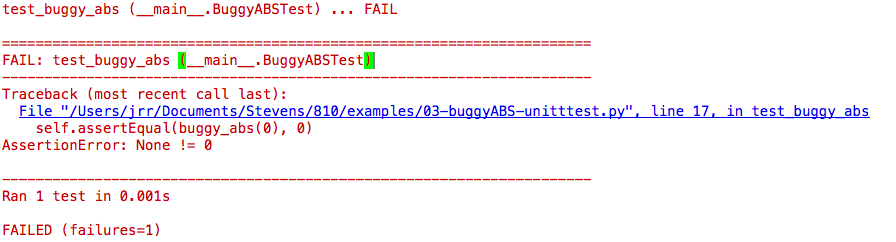 test_buggy_abs (__main__.BuggyABSTest) ... FAIL
======================================================================
FAIL: test_buggy_abs (__main__.BuggyABSTest)
----------------------------------------------------------------------
Traceback (most recent call last):
  File "/Users/jrr/Documents/Stevens/810/examples/03-buggyABS-unitttest.py", line 17, in test_buggy_abs
    self.assertEqual(buggy_abs(0), 0)
AssertionError: None != 0
----------------------------------------------------------------------
Ran 1 test in 0.001s
FAILED (failures=1)